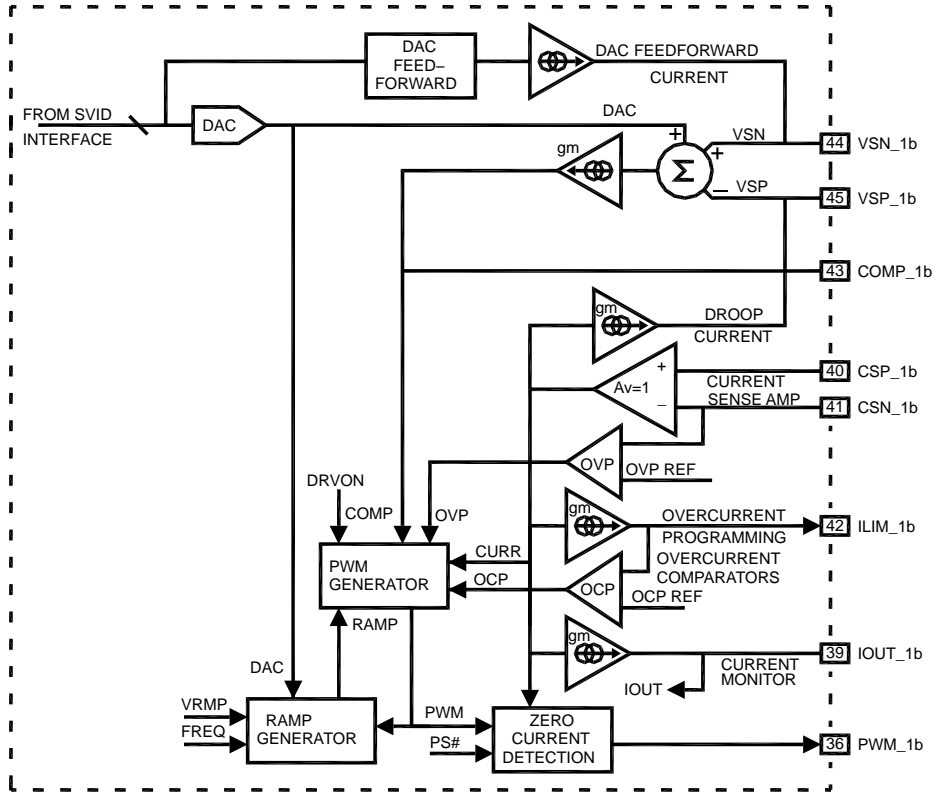 DAC
FEED–
FORWARD
DAC FEEDFORWARD
CURRENT
FROM SVID
INTERFACE
DAC
DAC
gm
+
Σ
+
VSN
44 VSN_1b
– VSP
45 VSP_1b
43 COMP_1b
gm
DROOP
CURRENT
Av=1
+
–
CURRENT
SENSE AMP
40 CSP_1b
41 CSN_1b
OVP
OVP REF
DRVON
COMP
OVP
gm
OVERCURRENT
PROGRAMMING
42 ILIM_1b
OVERCURRENT
COMPARATORS
PWM
GENERATOR
CURR
OCP
OCP
OCP REF
RAMP
gm
CURRENT
MONITOR
39 IOUT_1b
IOUT
DAC
VRMP
FREQ
RAMP
GENERATOR
PWM
PS#
ZERO
CURRENT
DETECTION
36 PWM_1b